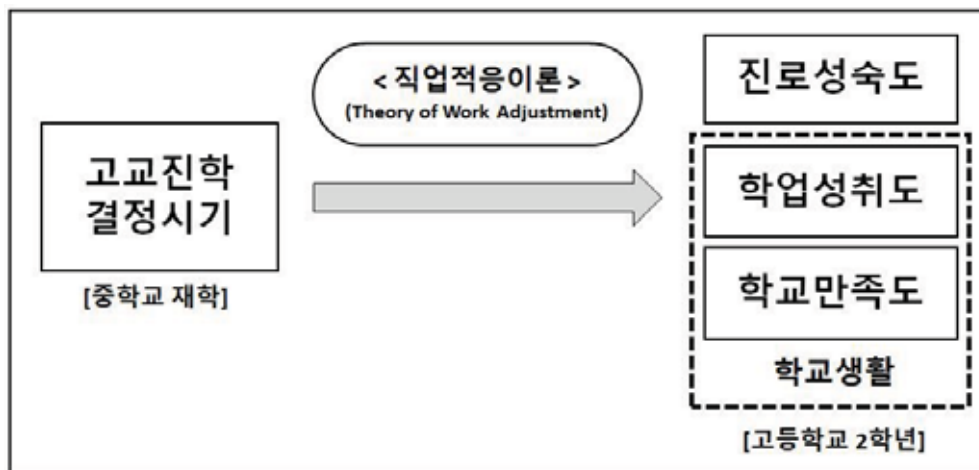 < 직업적응이론 >
(Theory of Work Adjustment)
고교진학
결정시기
[중학교 재학]
진로성숙도
학업성취도
학교만족도
학교생활
[고등학교 2학년]